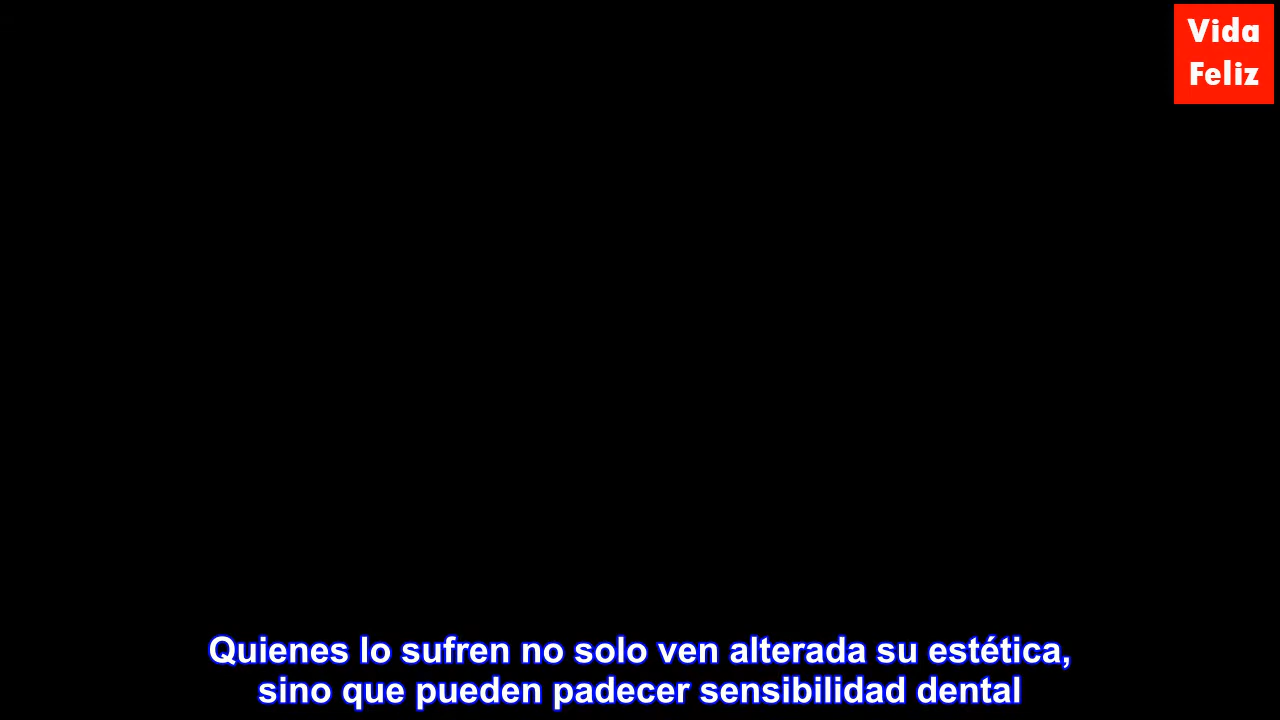 Vida
Feliz
Quienes lo sufren no solo ven alterada su estética,
sino que pueden padecer sensibilidad dental